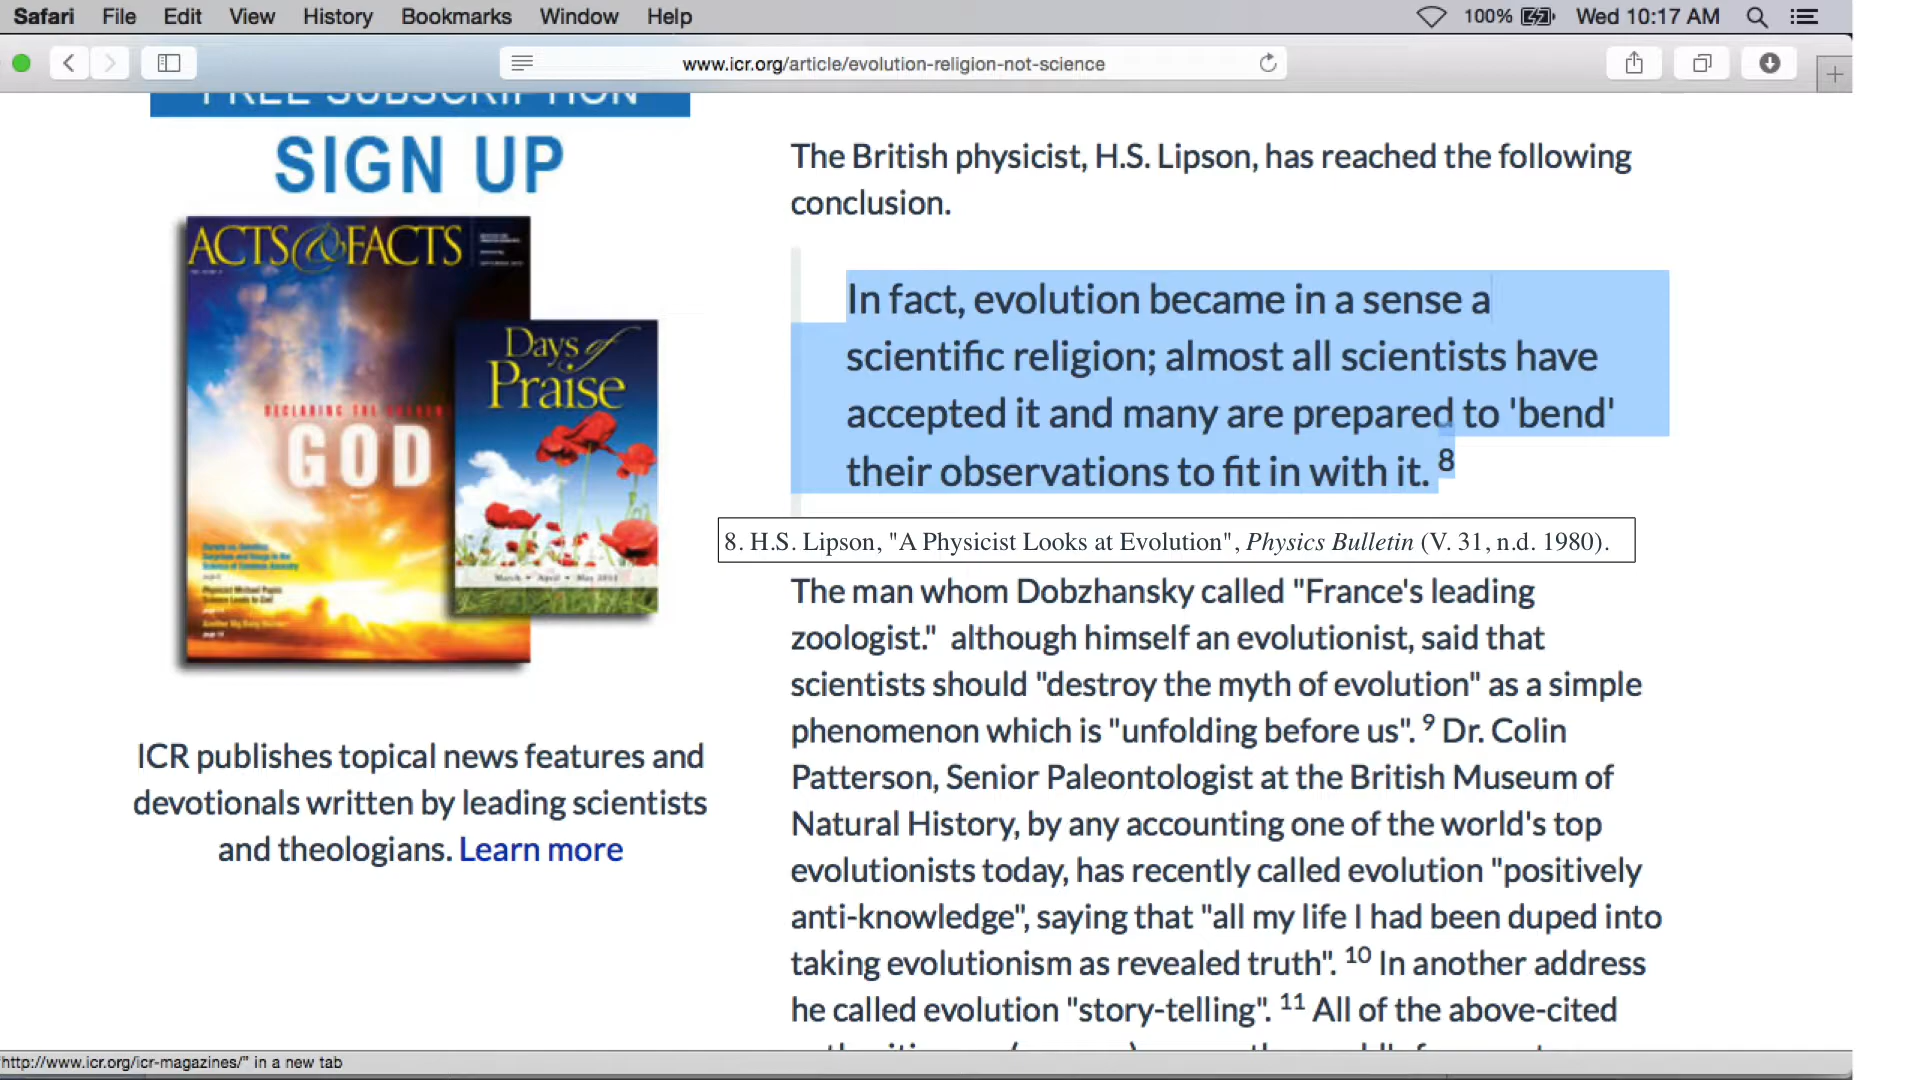 Safari File Edit View History Bookmarks Window Help 100% Wed 10:17 AM
www.icr.org/article/evolution-religion-not-science
FREE SUBSCRIPTION
SIGN UP
ACTS & FACTS
GOD
Days of
Praise
March • April • May
ICR publishes topical news features and
devotionals written by leading scientists
and theologians. Learn more
The British physicist, H.S. Lipson, has reached the following
conclusion.
In fact, evolution became in a sense a
scientific religion; almost all scientists have
accepted it and many are prepared to 'bend'
their observations to fit in with it. 8
8. H.S. Lipson, "A Physicist Looks at Evolution", Physics Bulletin (V. 31, n.d. 1980).
The man whom Dobzhansky called "France's leading
zoologist." although himself an evolutionist, said that
scientists should "destroy the myth of evolution" as a simple
phenomenon which is "unfolding before us". 9 Dr. Colin
Patterson, Senior Paleontologist at the British Museum of
Natural History, by any accounting one of the world's top
evolutionists today, has recently called evolution "positively
anti-knowledge", saying that "all my life I had been duped into
taking evolutionism as revealed truth". 10 In another address
he called evolution "story-telling". 11 All of the above-cited
http://www.icr.org/icr-magazines/" in a new tab